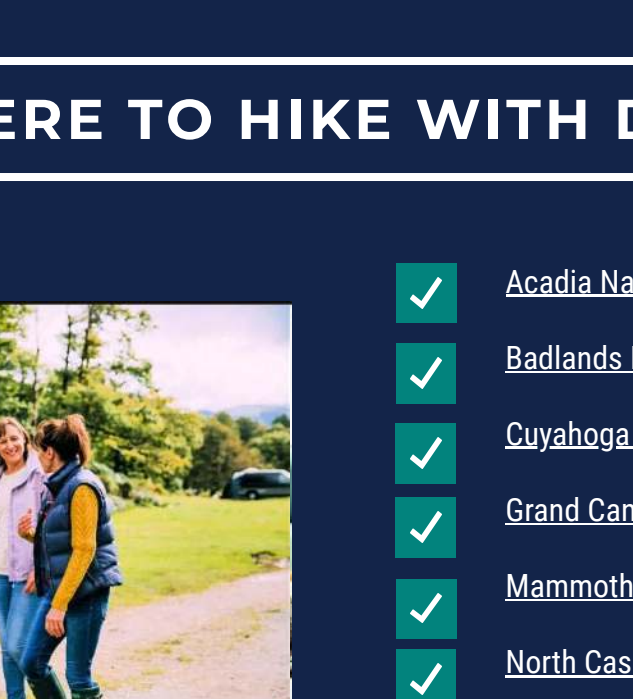 ERE TO HIKE WITH D
Acadia Na
Badlands
Cuyahoga
Grand Can
Mammoth
North Cas